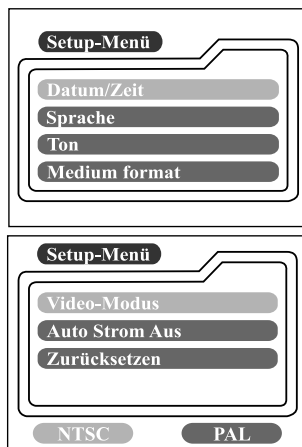 Setup-Menü
Datum/Zeit
Sprache
Ton
Medium format
Setup-Menü
Video-Modus
Auto Strom Aus
Zurücksetzen
NTSC PAL